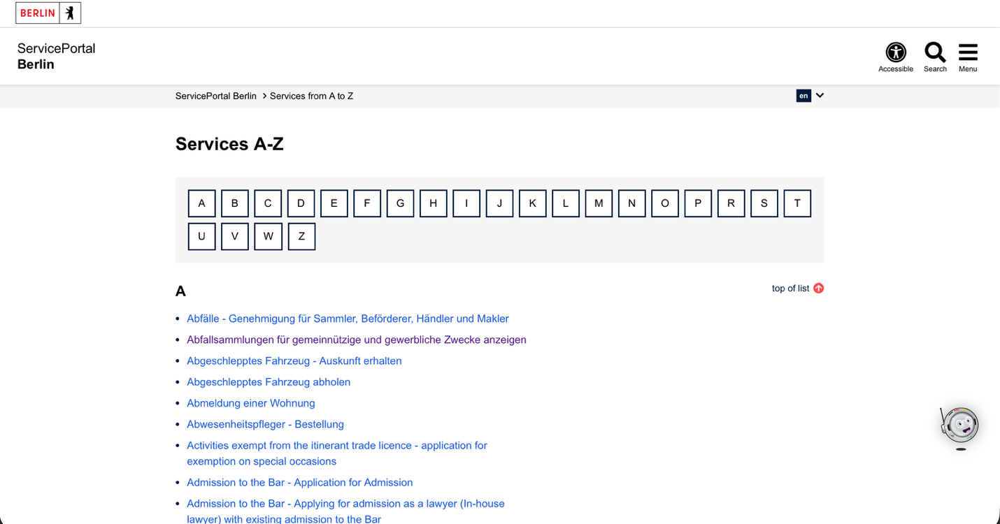 BERLIN
ServicePortal
Berlin
Accessible
Search
Menu
ServicePortal Berlin > Services from A to Z
en
Services A-Z
A B C D E F G H I J K L M N O P R S T
U V W Z
A
top of list
• Abfälle - Genehmigung für Sammler, Beförderer, Händler und Makler
• Abfallsammlungen für gemeinnützige und gewerbliche Zwecke anzeigen
• Abgeschlepptes Fahrzeug - Auskunft erhalten
• Abgeschlepptes Fahrzeug abholen
• Abmeldung einer Wohnung
• Abwesenheitspfleger - Bestellung
• Activities exempt from the itinerant trade licence - application for
exemption on special occasions
• Admission to the Bar - Application for Admission
• Admission to the Bar - Applying for admission as a lawyer (In-house
lawyer) with existing admission to the Bar